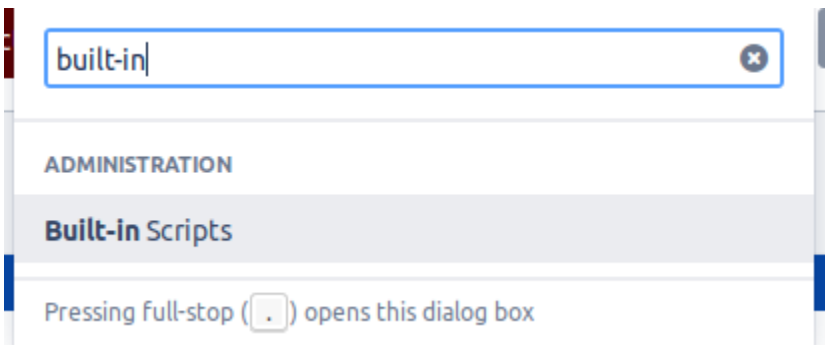 built-in
ADMINISTRATION
Built-in Scripts
Pressing full-stop ( . ) opens this dialog box